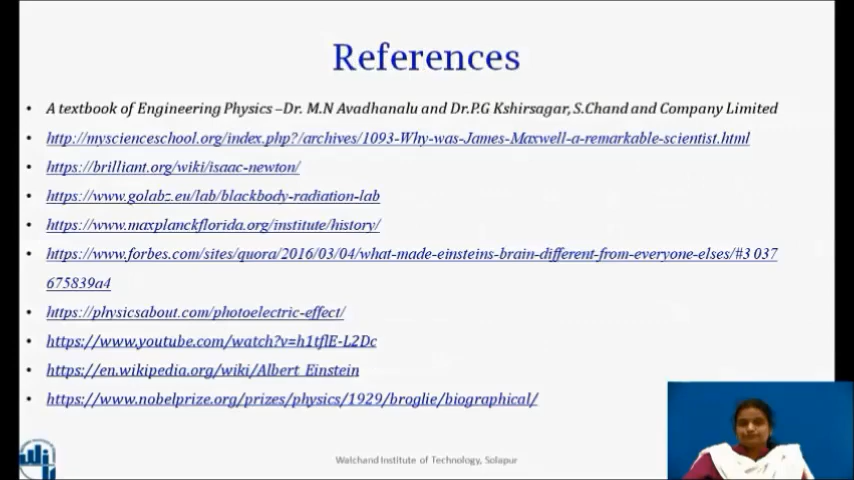 References
• A textbook of Engineering Physics –Dr. M.N Avadhanalu and Dr.P.G Kshirsagar, S.Chand and Company Limited
• http://myscienceschool.org/index.php?/archives/1093-Why-was-James-Maxwell-a-remarkable-scientist.html
• https://brilliant.org/wiki/isaac-newton/
• https://www.golabz.eu/lab/blackbody-radiation-lab
• https://www.maxplanckflorida.org/institute/history/
• https://www.forbes.com/sites/quora/2016/03/04/what-made-einsteins-brain-different-from-everyone-elses/#3037
675839a4
• https://physicsabout.com/photoelectric-effect/
• https://www.youtube.com/watch?v=h1tflE-L2Dc
• https://en.wikipedia.org/wiki/Albert_Einstein
• https://www.nobelprize.org/prizes/physics/1929/broglie/biographical/
Walchand Institute of Technology, Solapur